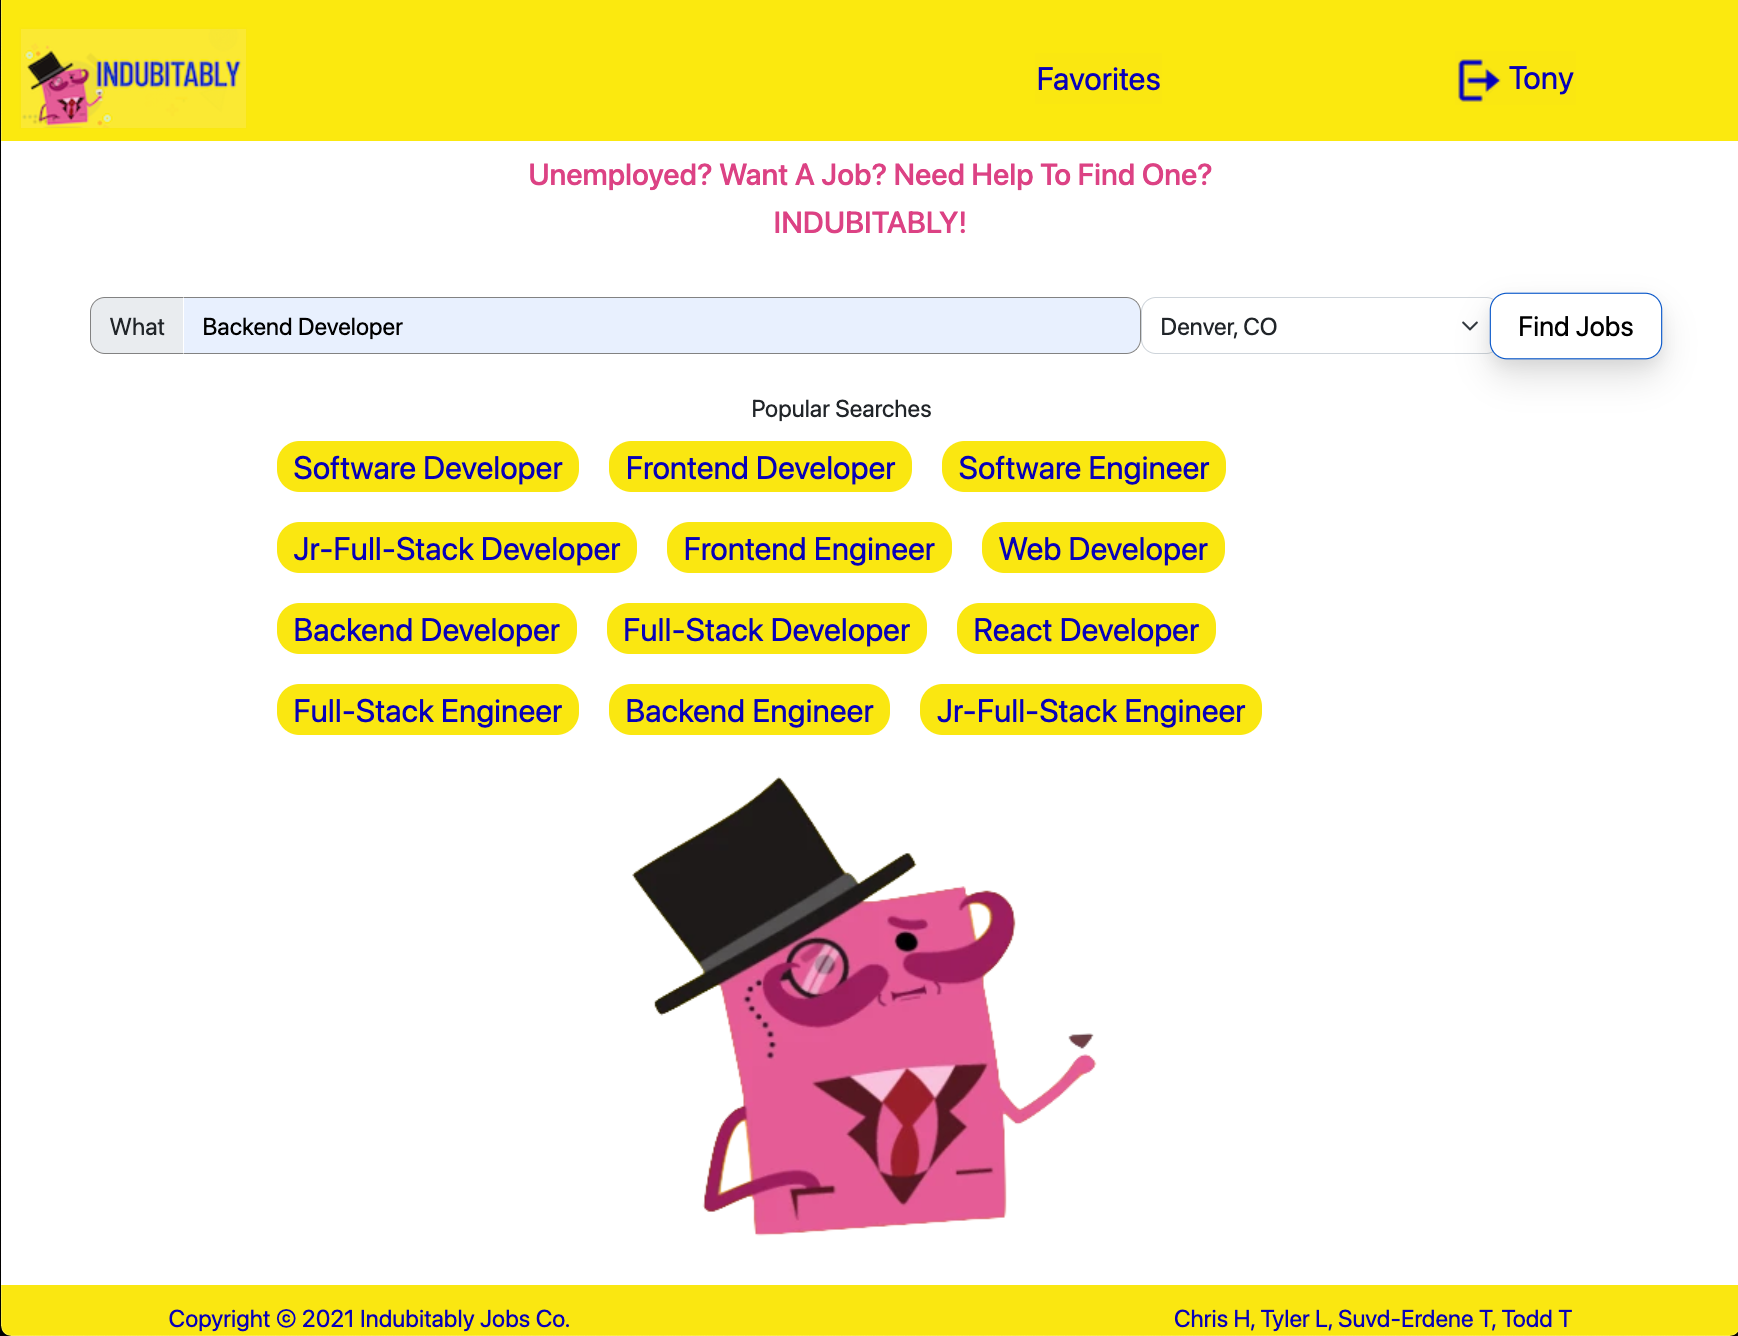 INDUBITABLY
Favorites
Tony
Unemployed? Want A Job? Need Help To Find One?
INDUBITABLY!
What
Backend Developer
Denver, CO
Find Jobs
Popular Searches
Software Developer
Frontend Developer
Software Engineer
Jr-Full-Stack Developer
Frontend Engineer
Web Developer
Backend Developer
Full-Stack Developer
React Developer
Full-Stack Engineer
Backend Engineer
Jr-Full-Stack Engineer
Copyright © 2021 Indubitably Jobs Co.
Chris H, Tyler L, Suvd-Erdene T, Todd T